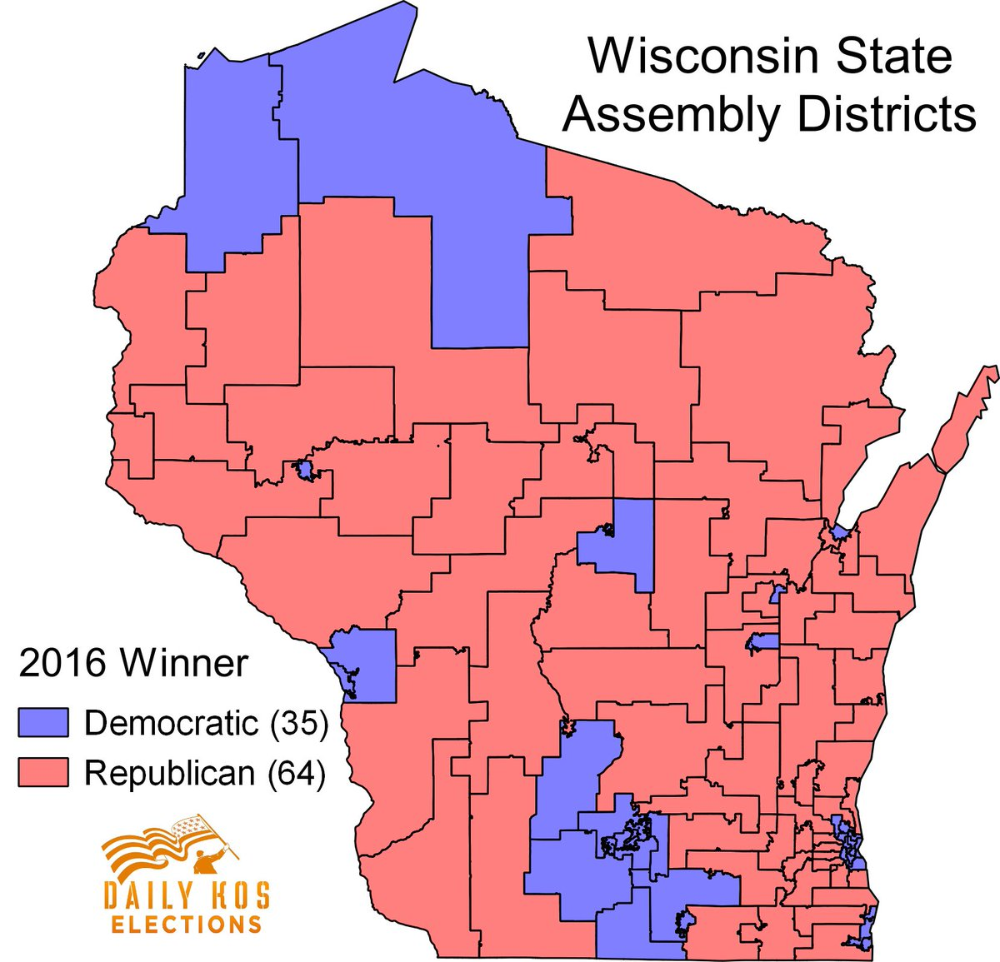 Wisconsin State
Assembly Districts
2016 Winner
Democratic (35)
Republican (64)
DAILY KOS
ELECTIONS